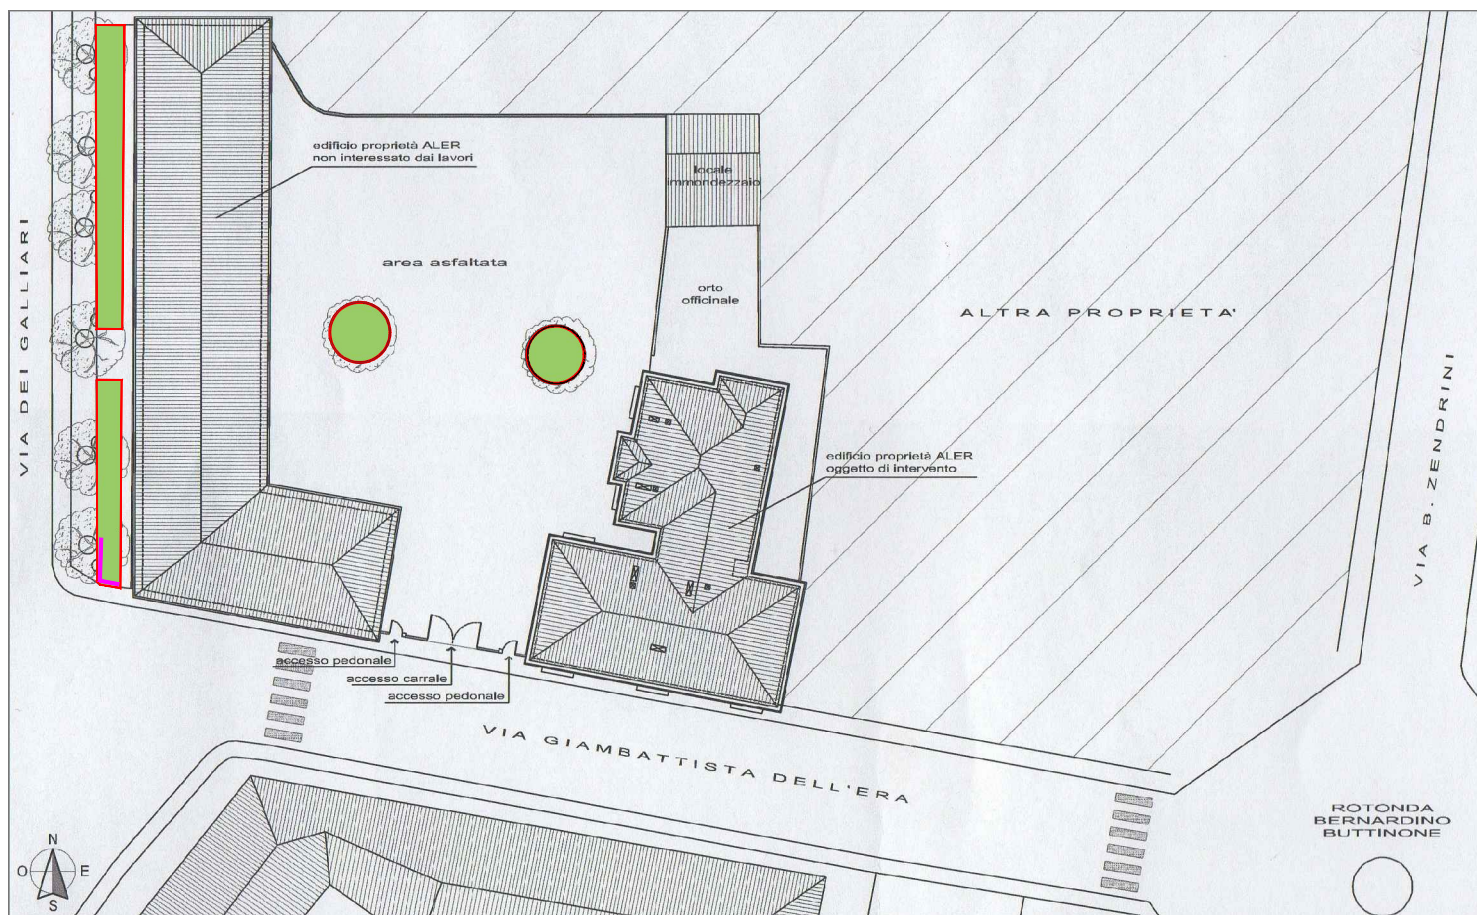 edificio proprietà ALER
non interessato dai lavori
locale
immondezzaio
area asfaltata
orto
officinale
ALTRA PROPRIETA'
VIA DEI GALLIARI
VIA B. ZENDRINI
edificio proprietà ALER
oggetto di intervento
accesso pedonale
accesso carrale
accesso pedonale
VIA GIAMBATTISTA DELL'ERA
ROTONDA
BERNARDINO
BUTTINONE
N
O E
S